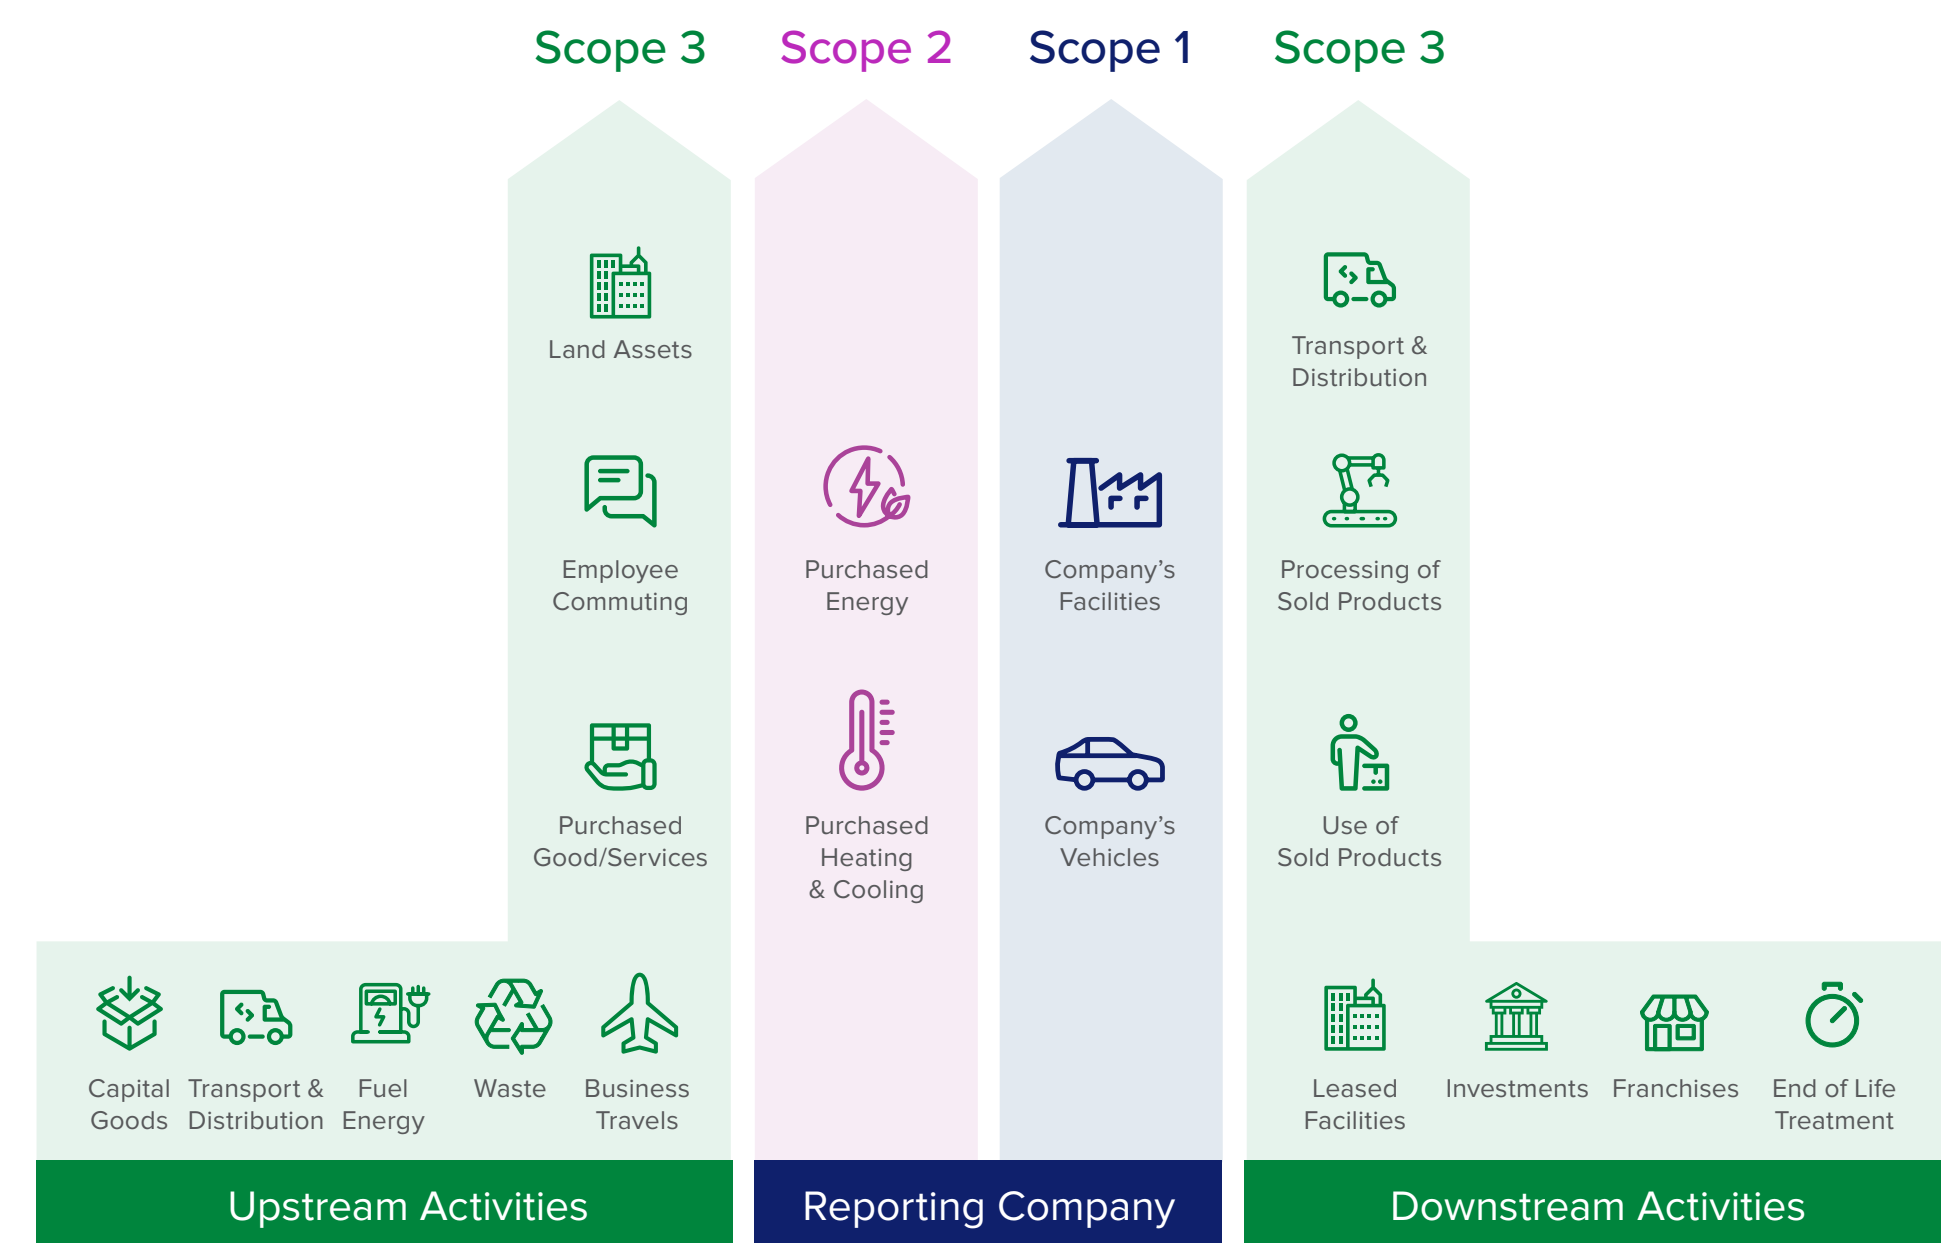 Scope 3
Scope 2
Scope 1
Scope 3
Land Assets
Transport &
Distribution
Employee
Commuting
Purchased
Energy
Company’s
Facilities
Processing of
Sold Products
Purchased
Good/Services
Purchased
Heating
& Cooling
Company’s
Vehicles
Use of
Sold Products
Capital
Goods
Transport &
Distribution
Fuel
Energy
Waste
Business
Travels
Leased
Facilities
Investments
Franchises
End of Life
Treatment
Upstream Activities
Reporting Company
Downstream Activities